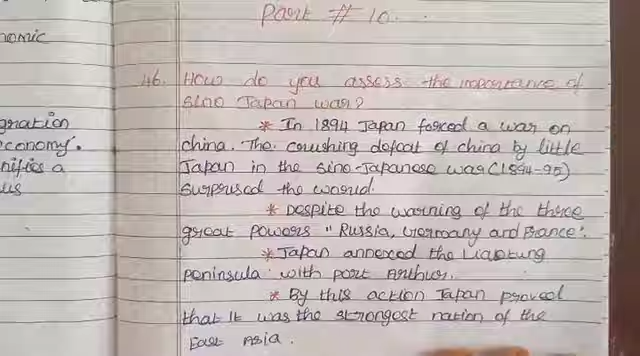 Part # 10.
nomic
46. How do you assess the importance of
Sino Japan war?
* In 1894 Japan forced a war on
gration
china. The crushing defeat of china by little
conomy.
Japan in the sino-Japanese war (1894-95)
nifies a
surprised the world.
us
* Despite the warning of the three
great powers "Russia, Germany and France".
* Japan annexed the Liaotung
peninsula with port Arthur.
* By this action Japan proved
that it was the strongest nation of the
East Asia.